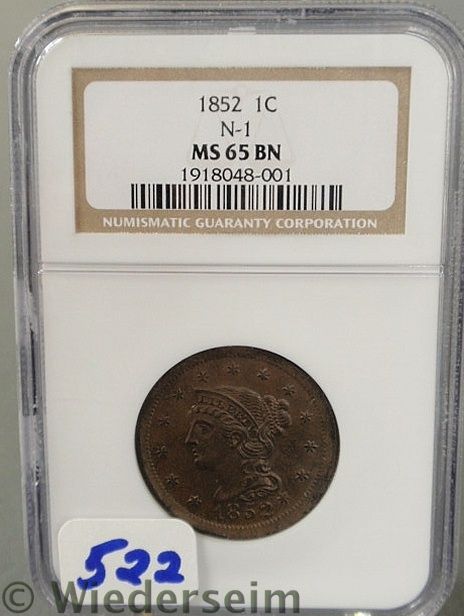 1852 1C
N-1
MS 65 BN
1918048-001
NUMISMATIC GUARANTY CORPORATION
LIBERTY
1852
522
© Wiederseim